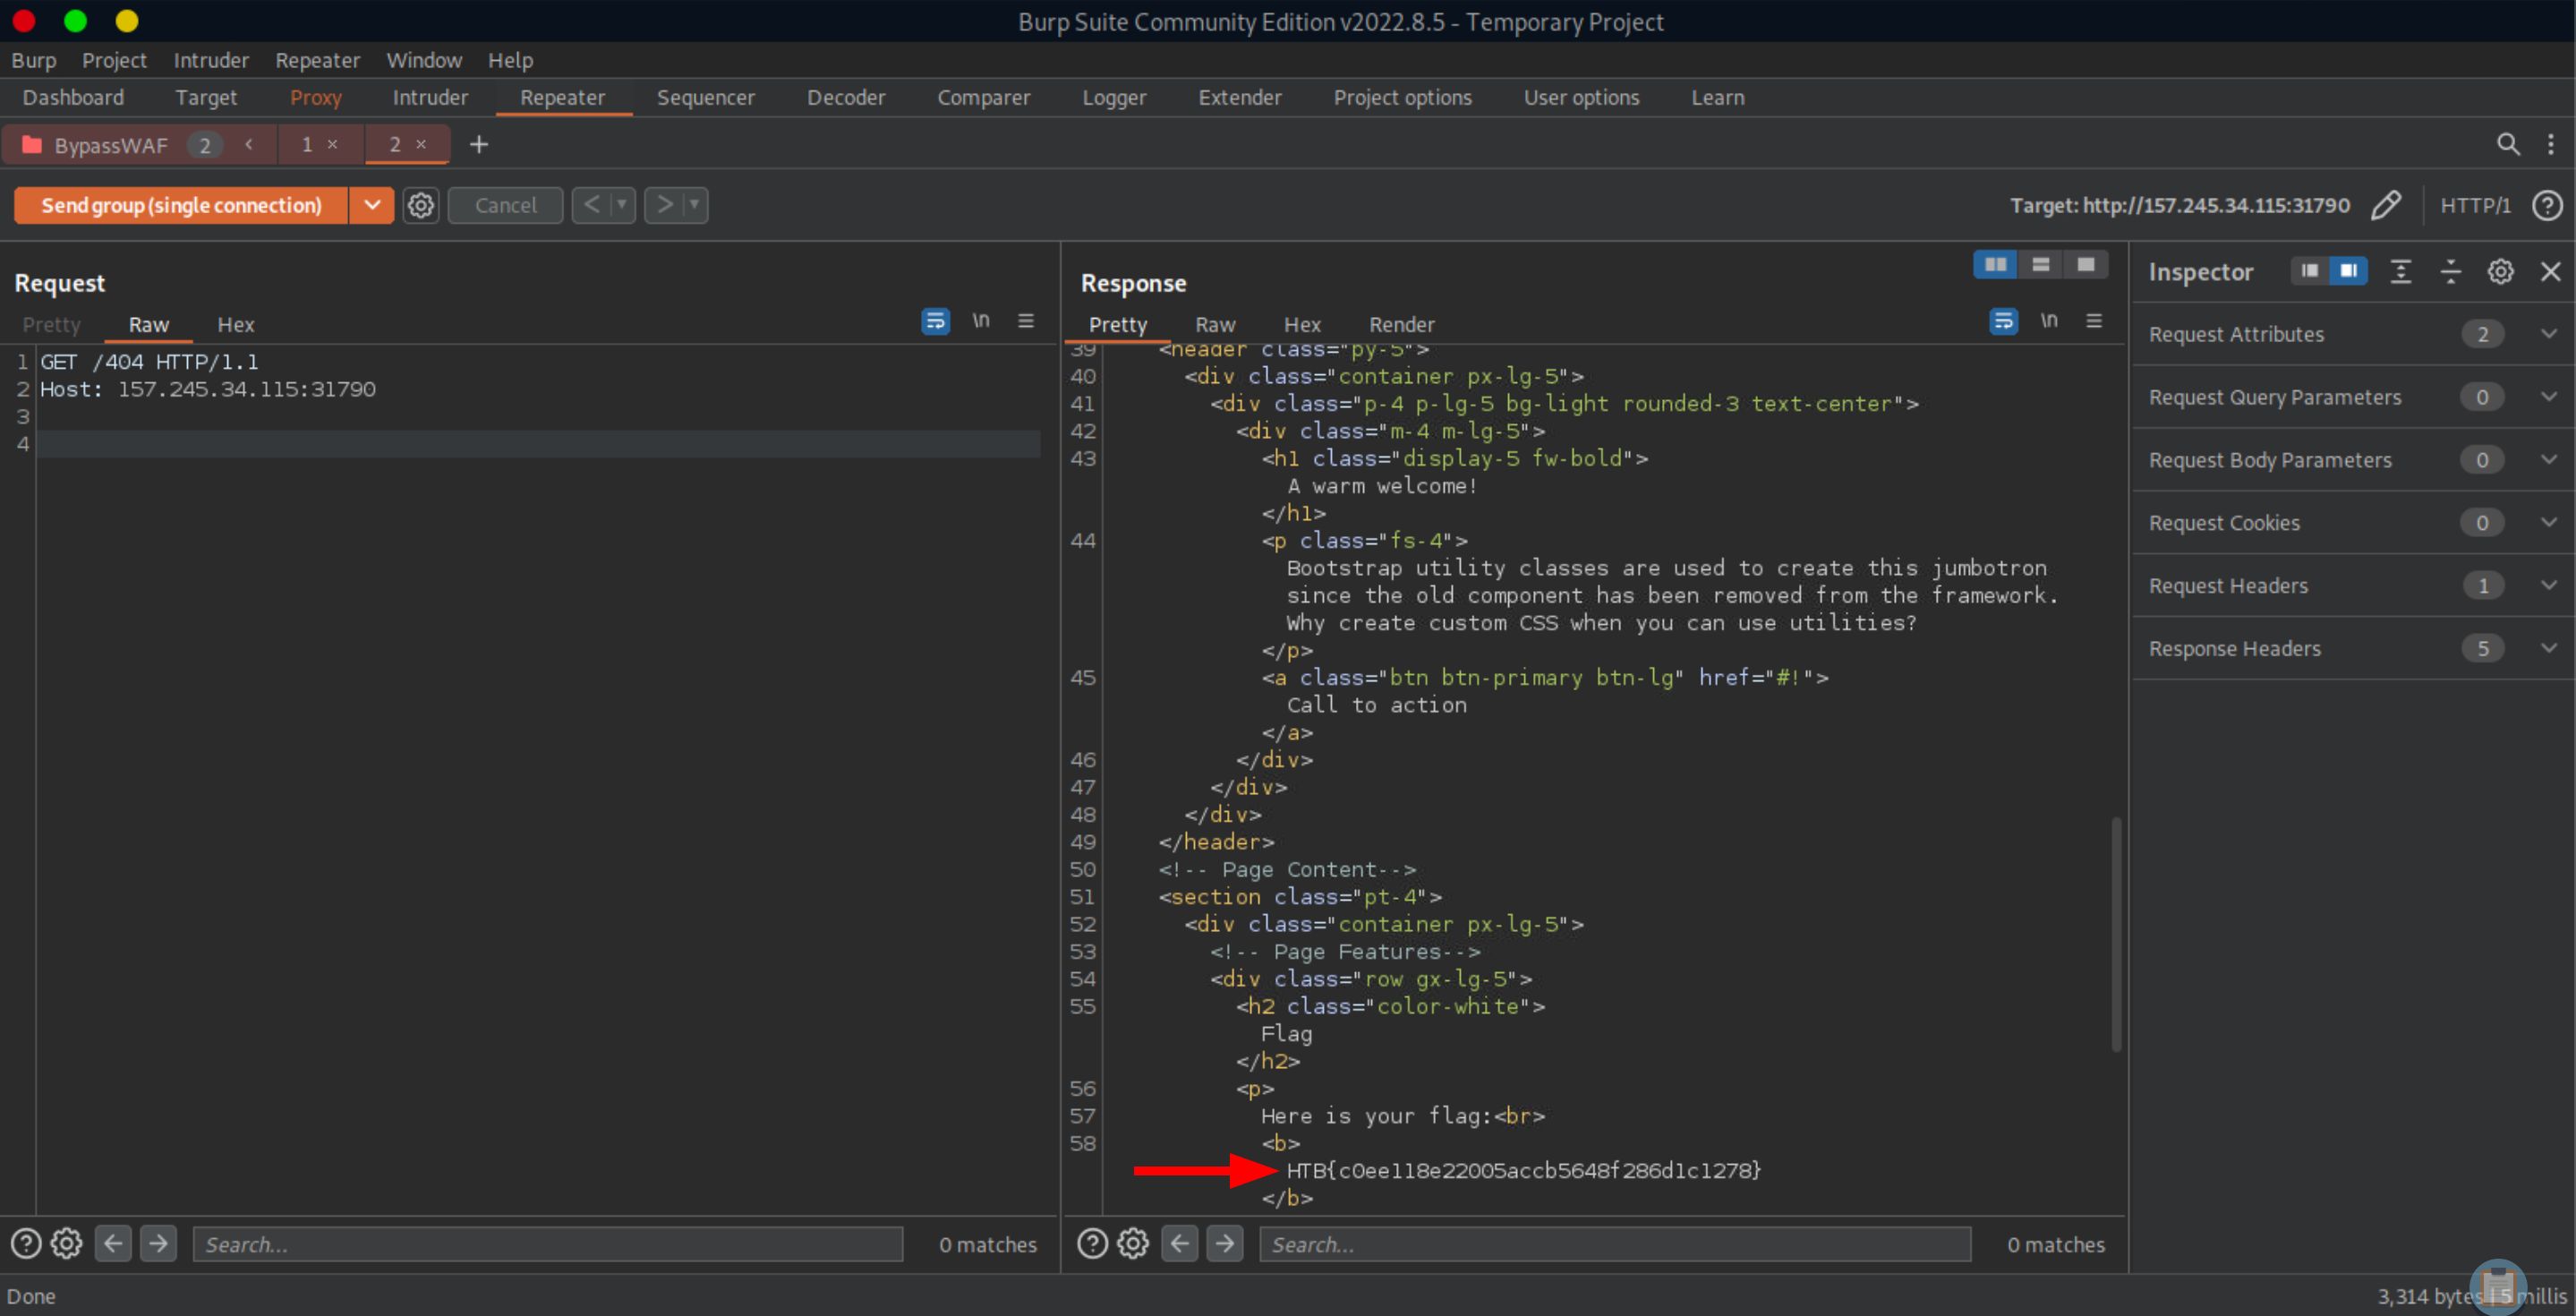 Burp Suite Community Edition v2022.8.5 - Temporary Project
Burp Project Intruder Repeater Window Help
Dashboard Target Proxy Intruder Repeater Sequencer Decoder Comparer Logger Extender Project options User options Learn
BypassWAF 2 < 1 × 2 × +
Send group (single connection) Cancel < > Target: http://157.245.34.115:31790 HTTP/1 ?
Request
Pretty Raw Hex \n
1 GET /404 HTTP/1.1
2 Host: 157.245.34.115:31790
3
4
? Search... 0 matches
Response
Pretty Raw Hex Render \n
39 <header class="py-5">
40 <div class="container px-lg-5">
41 <div class="p-4 p-lg-5 bg-light rounded-3 text-center">
42 <div class="m-4 m-lg-5">
43 <h1 class="display-5 fw-bold">
A warm welcome!
</h1>
44 <p class="fs-4">
Bootstrap utility classes are used to create this jumbotron
since the old component has been removed from the framework.
Why create custom CSS when you can use utilities?
</p>
45 <a class="btn btn-primary btn-lg" href="#!">
Call to action
</a>
46 </div>
47 </div>
48 </div>
49 </header>
50 <!-- Page Content-->
51 <section class="pt-4">
52 <div class="container px-lg-5">
53 <!-- Page Features-->
54 <div class="row gx-lg-5">
55 <h2 class="color-white">
Flag
</h2>
56 <p>
57 Here is your flag:<br>
58 <b>
HTB{c0ee118e22005accb5648f286d1c1278}
</b>
? Search... 0 matches
Inspector
Request Attributes 2
Request Query Parameters 0
Request Body Parameters 0
Request Cookies 0
Request Headers 1
Response Headers 5
Done
3,314 bytes | 5 millis